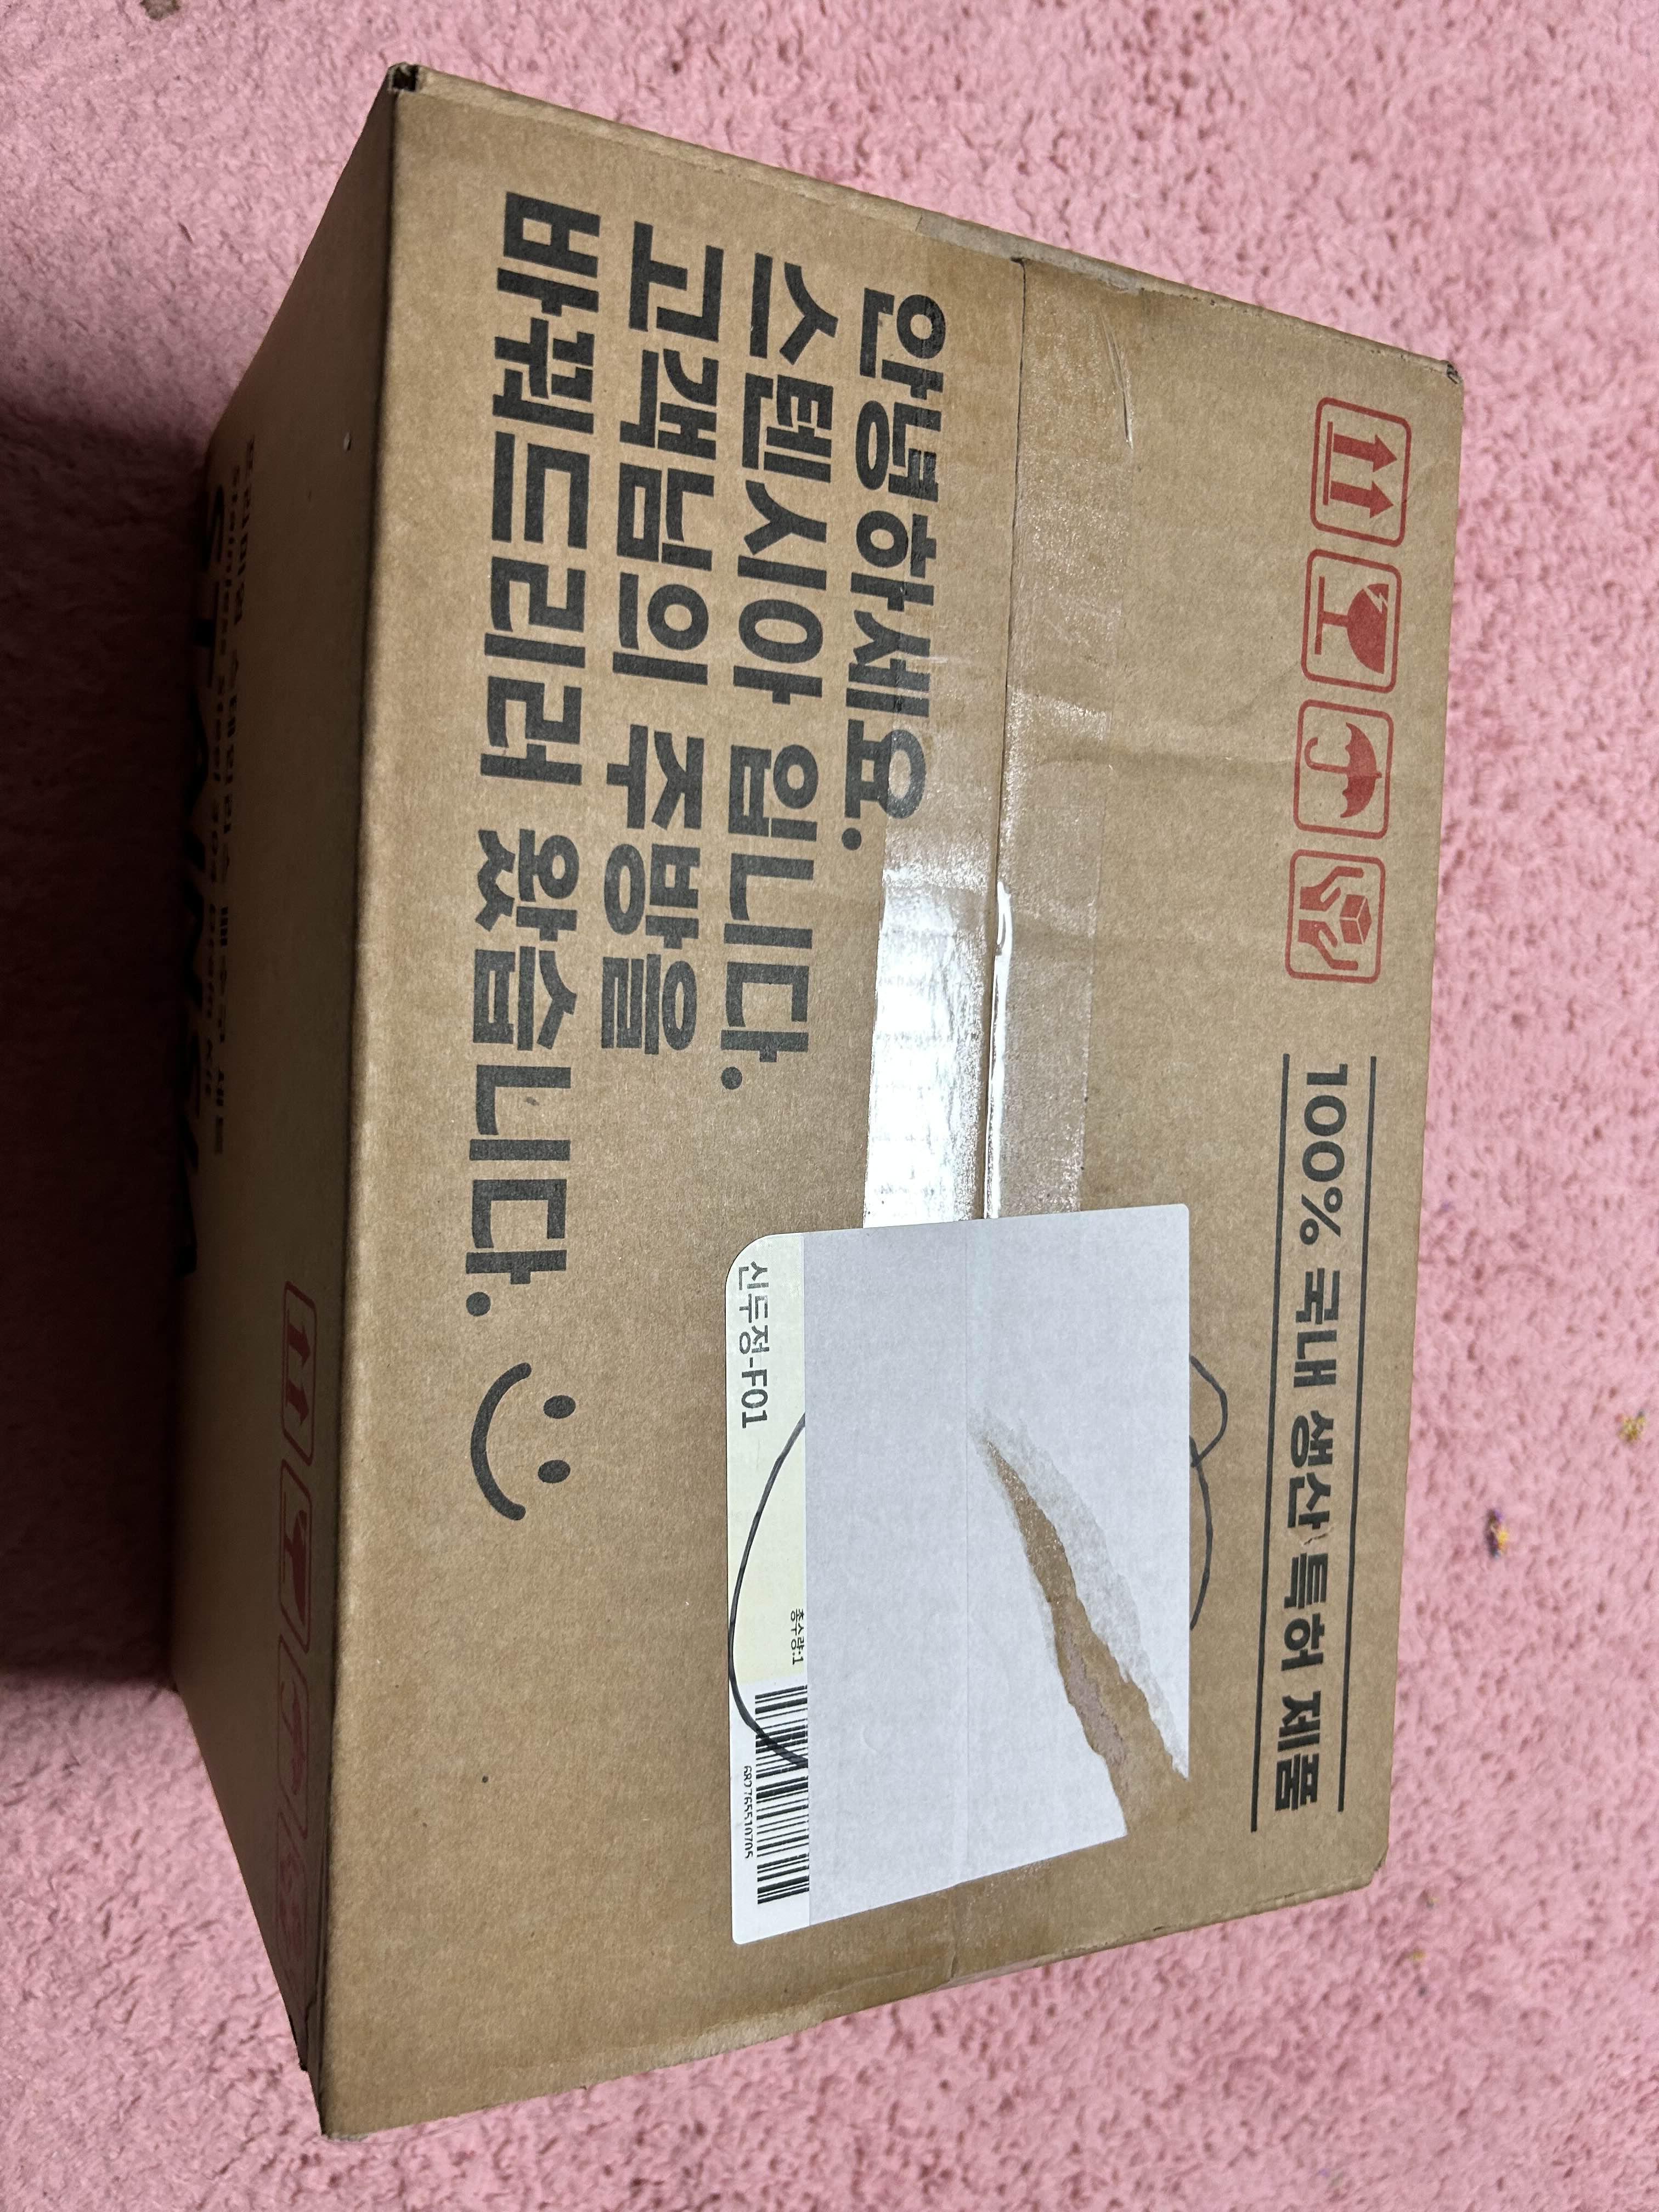 100% 국내 생산 특허 제품
안녕하세요.
스텐시아 입니다.
고객님의 주방을
바꿔드리러 왔습니다.
신두정-F01
총수량:1
682765510705